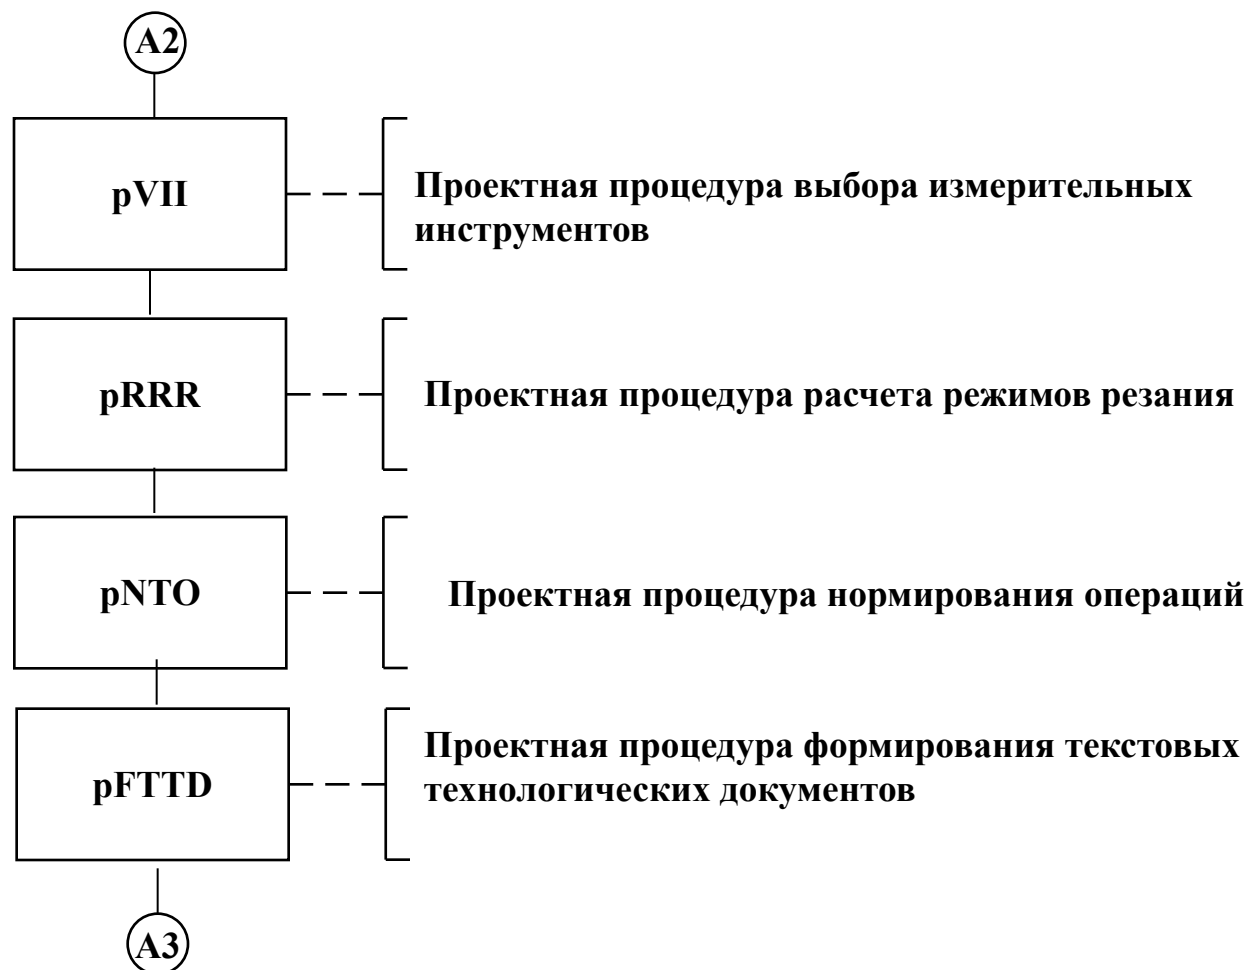 A2
pVII
Проектная процедура выбора измерительных
инструментов
pRRR
Проектная процедура расчета режимов резания
pNTO
Проектная процедура нормирования операций
pFTTD
Проектная процедура формирования текстовых
технологических документов
A3